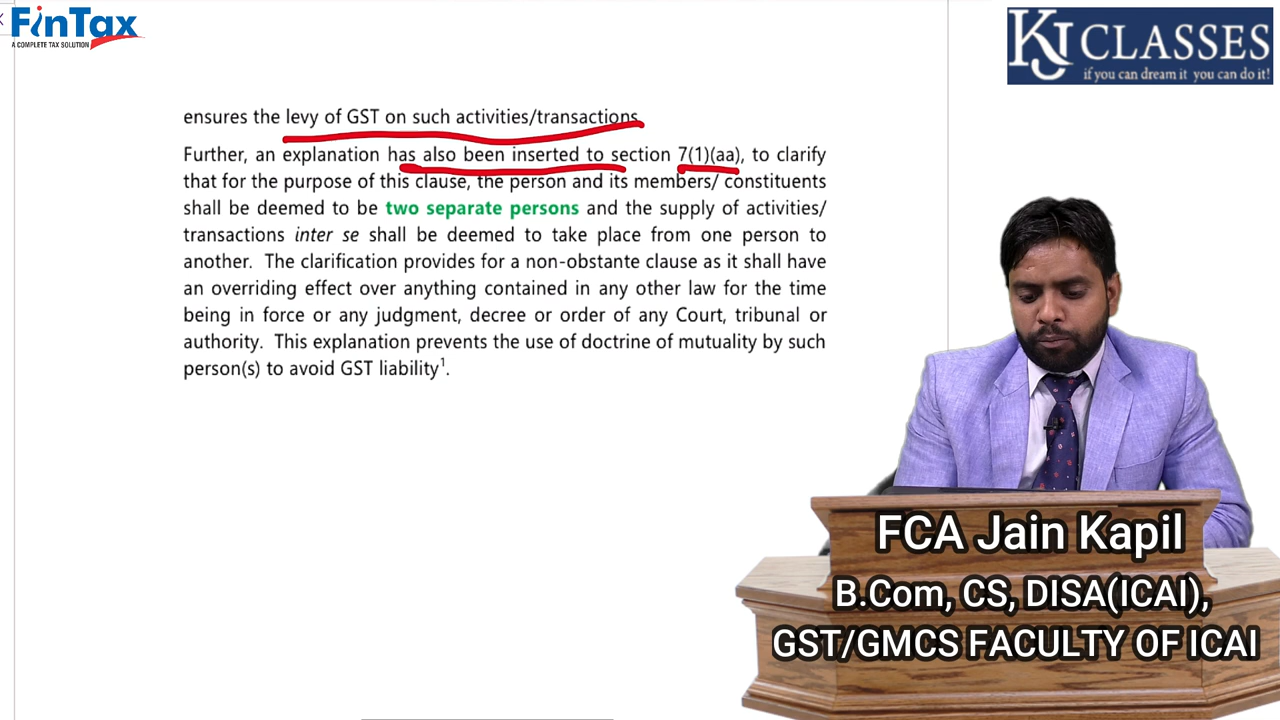 FinTax
A COMPLETE TAX SOLUTION
KJ CLASSES
if you can dream it you can do it!
ensures the levy of GST on such activities/transactions
Further, an explanation has also been inserted to section 7(1)(aa), to clarify
that for the purpose of this clause, the person and its members/ constituents
shall be deemed to be two separate persons and the supply of activities/
transactions inter se shall be deemed to take place from one person to
another. The clarification provides for a non-obstante clause as it shall have
an overriding effect over anything contained in any other law for the time
being in force or any judgment, decree or order of any Court, tribunal or
authority. This explanation prevents the use of doctrine of mutuality by such
person(s) to avoid GST liability¹.
FCA Jain Kapil
B.Com, CS, DISA(ICAI),
GST/GMCS FACULTY OF ICAI